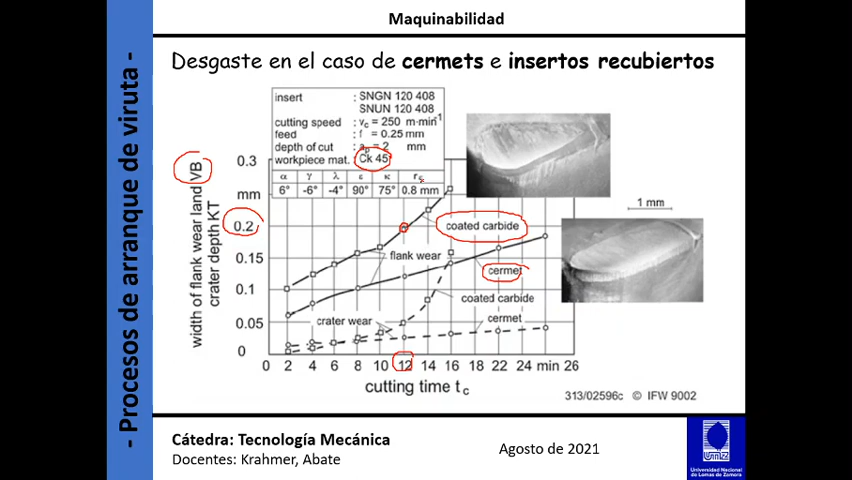 Maquinabilidad
- Procesos de arranque de viruta -
Desgaste en el caso de cermets e insertos recubiertos
insert : SNGN 120 408
SNUN 120 408
cutting speed : vc = 250 m·min-1
feed : f = 0.25 mm
depth of cut : ap = 2 mm
workpiece mat. : Ck 45
α γ λ ε κ rε
6° -6° -4° 90° 75° 0.8 mm
width of flank wear land VB
crater depth KT
0.3
mm
0.2
0.15
0.1
0.05
0
coated carbide
flank wear
cermet
coated carbide
crater wear
cermet
1 mm
0 2 4 6 8 10 12 14 16 18 22 24 min 26
cutting time tc
313/02596c © IFW 9002
Cátedra: Tecnología Mecánica
Docentes: Krahmer, Abate
Agosto de 2021
Universidad Nacional
de Lomas de Zamora